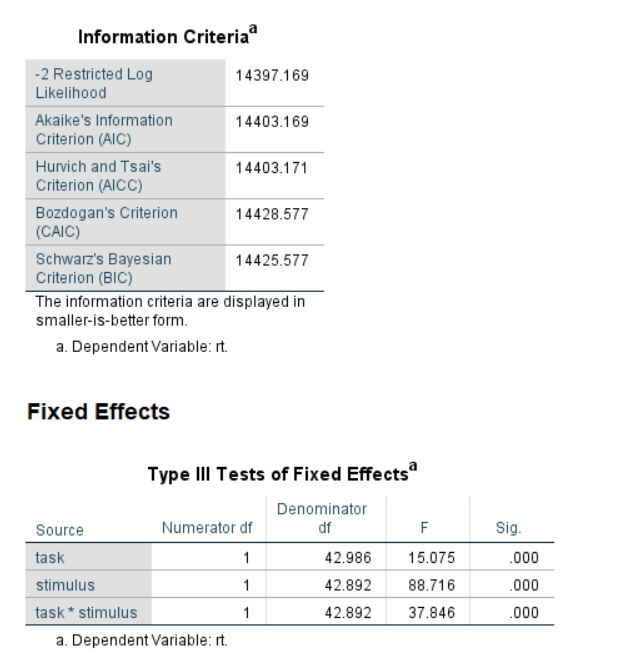 Information Criteriaa
-2 Restricted Log 14397.169
Likelihood
Akaike's Information 14403.169
Criterion (AIC)
Hurvich and Tsai's 14403.171
Criterion (AICC)
Bozdogan's Criterion 14428.577
(CAIC)
Schwarz's Bayesian 14425.577
Criterion (BIC)
The information criteria are displayed in
smaller-is-better form.
a. Dependent Variable: rt.
Fixed Effects
Type III Tests of Fixed Effectsa
Denominator
Source Numerator df df F Sig.
task 1 42.986 15.075 .000
stimulus 1 42.892 88.716 .000
task * stimulus 1 42.892 37.846 .000
a. Dependent Variable: rt.